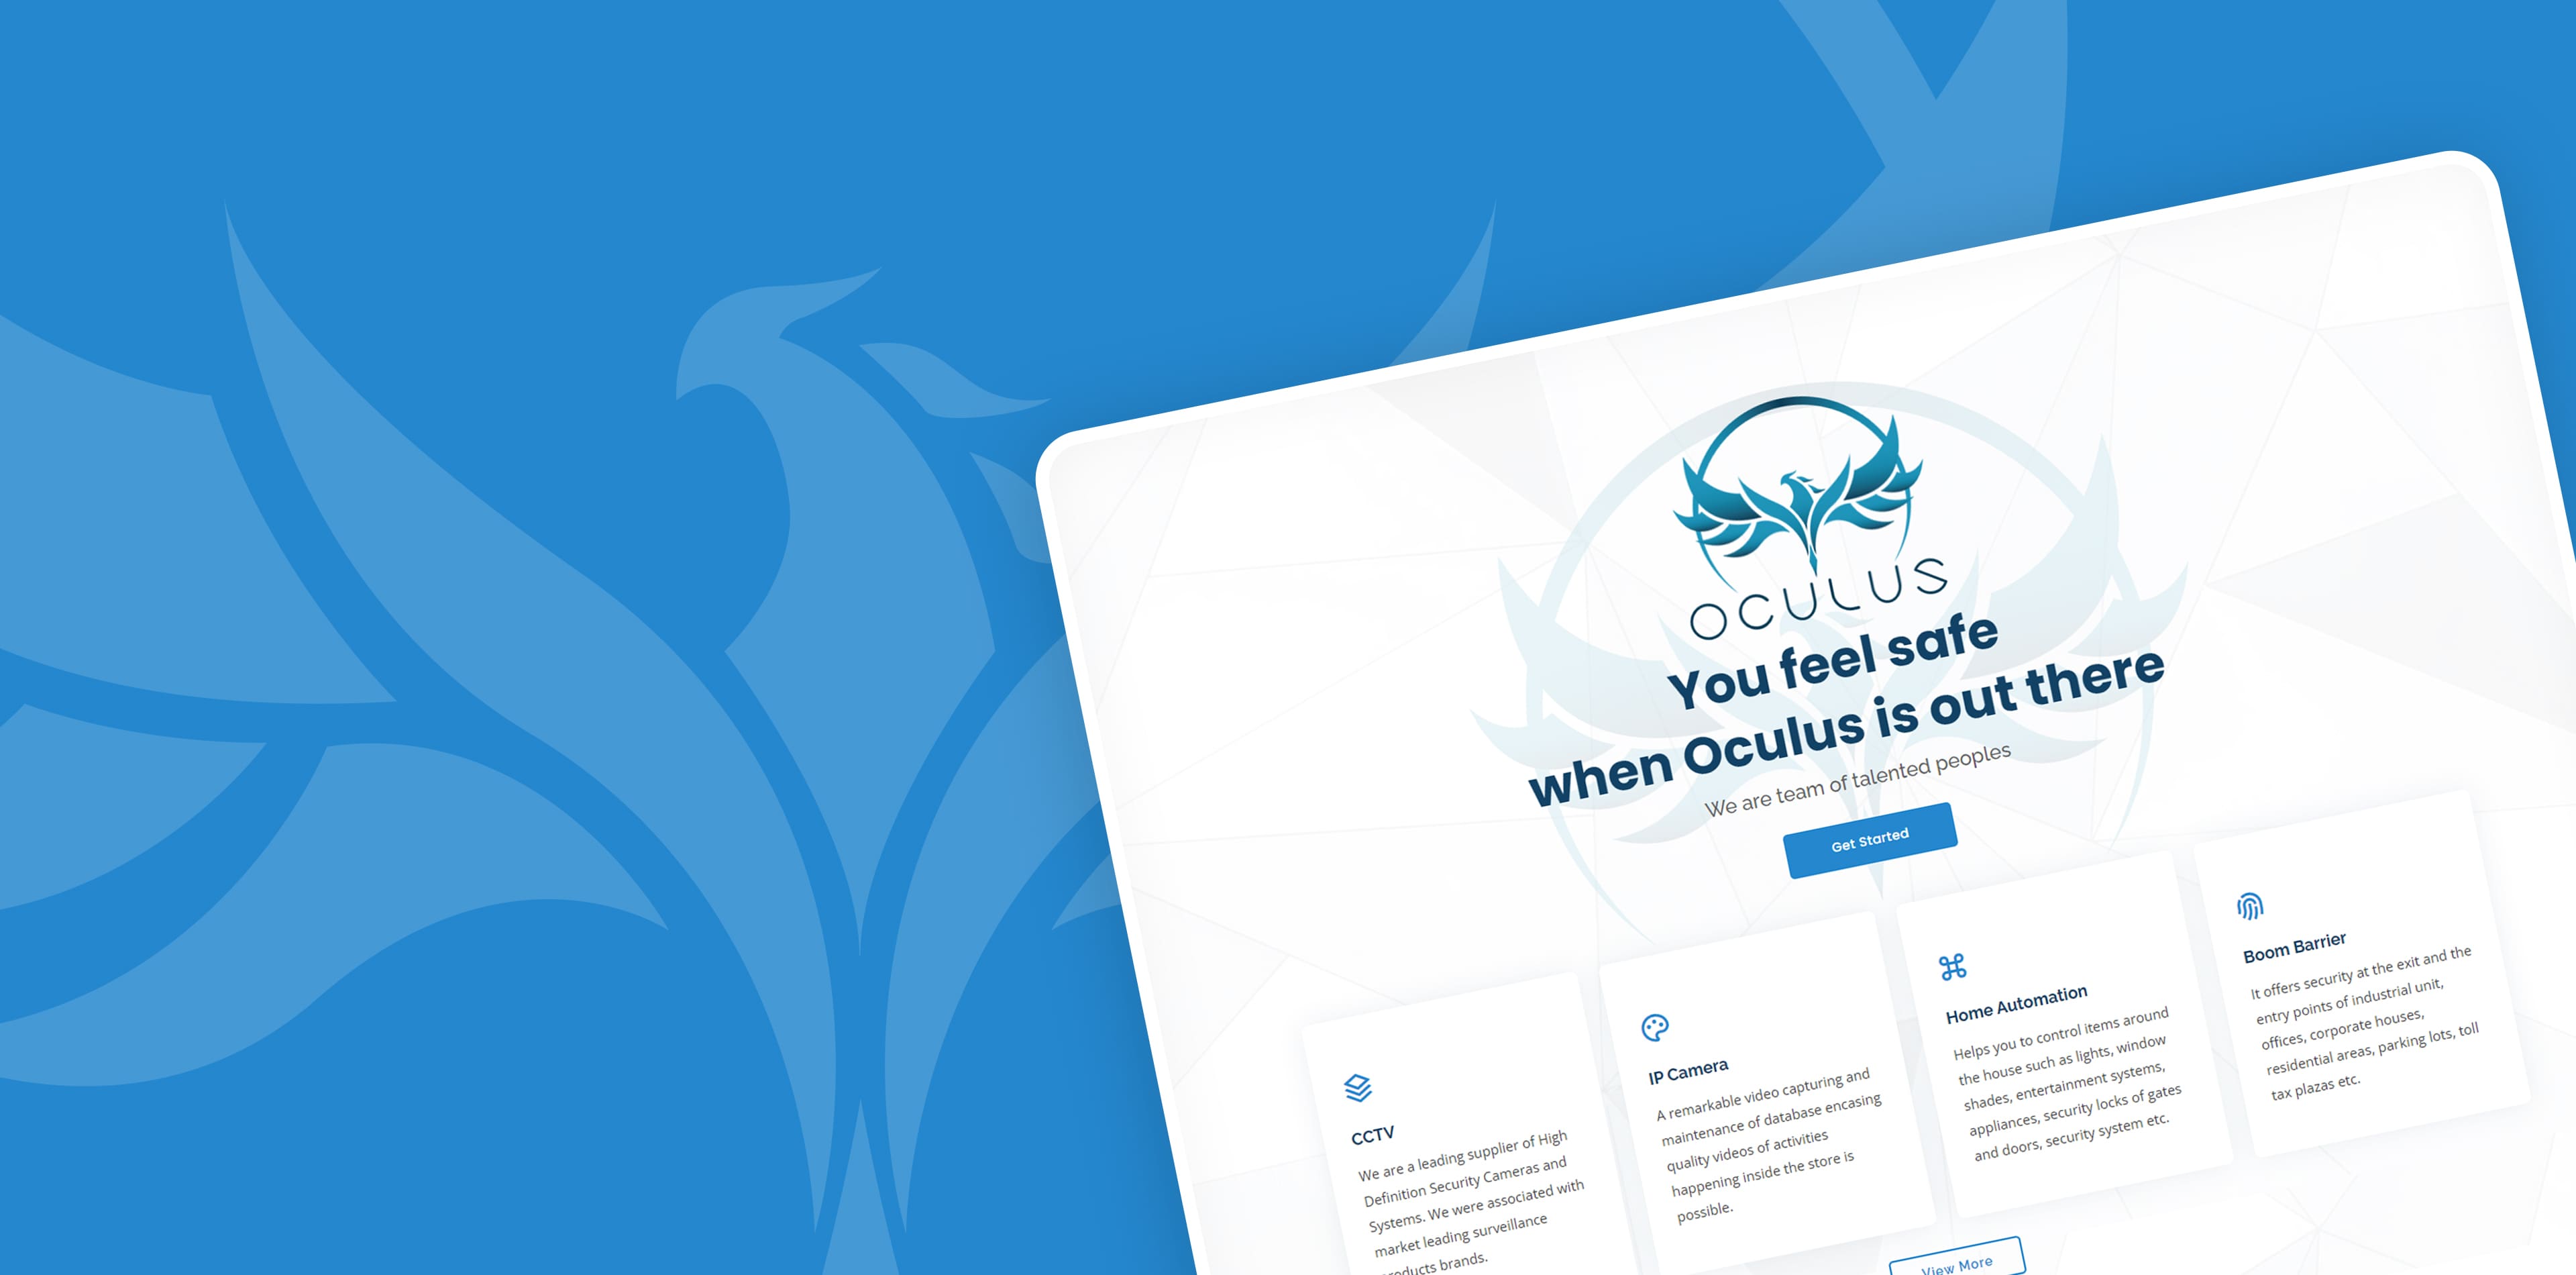 OCULUS
You feel safe
when Oculus is out there
We are team of talented peoples
Get Started
CCTV
We are a leading supplier of High
Definition Security Cameras and
Systems. We were associated with
market leading surveillance
oducts brands.
IP Camera
A remarkable video capturing and
maintenance of database encasing
quality videos of activities
happening inside the store is
possible.
Home Automation
Helps you to control items around
the house such as lights, window
shades, entertainment systems,
appliances, security locks of gates
and doors, security system etc.
Boom Barrier
It offers security at the exit and the
entry points of industrial unit,
offices, corporate houses,
residential areas, parking lots, toll
tax plazas etc.
View More